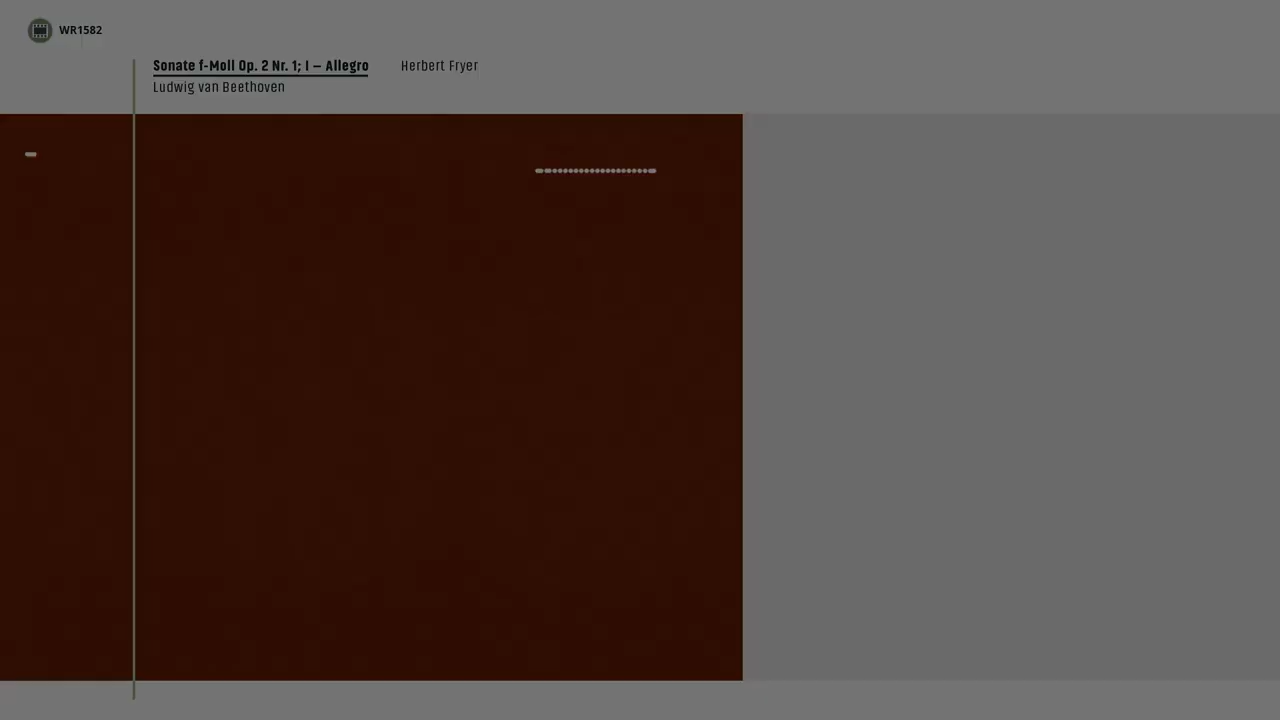 WR1582
Sonate f-Moll Op. 2 Nr. 1; I – Allegro Herbert Fryer
Ludwig van Beethoven